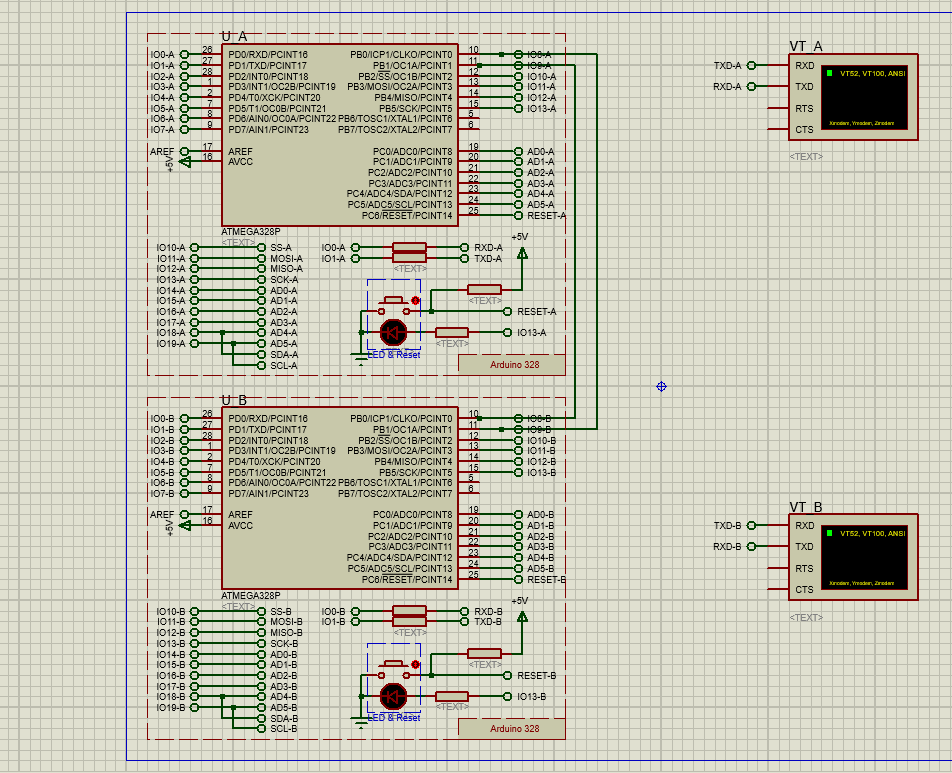 U_A
IO0-A 26 PD0/RXD/PCINT16 PB0/ICP1/CLKO/PCINT0 10 IO8-A
IO1-A 27 PD1/TXD/PCINT17 PB1/OC1A/PCINT1 11 IO9-A
IO2-A 28 PD2/INT0/PCINT18 PB2/SS/OC1B/PCINT2 12 IO10-A
IO3-A 1 PD3/INT1/OC2B/PCINT19 PB3/MOSI/OC2A/PCINT3 13 IO11-A
IO4-A 2 PD4/T0/XCK/PCINT20 PB4/MISO/PCINT4 14 IO12-A
IO5-A 7 PD5/T1/OC0B/PCINT21 PB5/SCK/PCINT5 15 IO13-A
IO6-A 8 PD6/AIN0/OC0A/PCINT22 PB6/TOSC1/XTAL1/PCINT6 5
IO7-A 9 PD7/AIN1/PCINT23 PB7/TOSC2/XTAL2/PCINT7 6
AREF 17 AREF PC0/ADC0/PCINT8 19 AD0-A
+5V 16 AVCC PC1/ADC1/PCINT9 20 AD1-A
PC2/ADC2/PCINT10 21 AD2-A
PC3/ADC3/PCINT11 22 AD3-A
PC4/ADC4/SDA/PCINT12 23 AD4-A
PC5/ADC5/SCL/PCINT13 24 AD5-A
PC6/RESET/PCINT14 25 RESET-A
ATMEGA328P
<TEXT>
IO10-A SS-A
IO11-A MOSI-A
IO12-A MISO-A
IO13-A SCK-A
IO14-A AD0-A
IO15-A AD1-A
IO16-A AD2-A
IO17-A AD3-A
IO18-A AD4-A
IO19-A AD5-A
SDA-A
SCL-A
IO0-A RXD-A
IO1-A TXD-A
<TEXT>
+5V
<TEXT>
RESET-A
IO13-A
<TEXT>
LED & Reset
Arduino 328
VT_A
TXD-A RXD VT52, VT100, ANSI
RXD-A TXD
RTS
CTS Xmodem, Ymodem, Zmodem
<TEXT>
U_B
IO0-B 26 PD0/RXD/PCINT16 PB0/ICP1/CLKO/PCINT0 10 IO8-B
IO1-B 27 PD1/TXD/PCINT17 PB1/OC1A/PCINT1 11 IO9-B
IO2-B 28 PD2/INT0/PCINT18 PB2/SS/OC1B/PCINT2 12 IO10-B
IO3-B 1 PD3/INT1/OC2B/PCINT19 PB3/MOSI/OC2A/PCINT3 13 IO11-B
IO4-B 2 PD4/T0/XCK/PCINT20 PB4/MISO/PCINT4 14 IO12-B
IO5-B 7 PD5/T1/OC0B/PCINT21 PB5/SCK/PCINT5 15 IO13-B
IO6-B 8 PD6/AIN0/OC0A/PCINT22 PB6/TOSC1/XTAL1/PCINT6 5
IO7-B 9 PD7/AIN1/PCINT23 PB7/TOSC2/XTAL2/PCINT7 6
AREF 17 AREF PC0/ADC0/PCINT8 19 AD0-B
+5V 16 AVCC PC1/ADC1/PCINT9 20 AD1-B
PC2/ADC2/PCINT10 21 AD2-B
PC3/ADC3/PCINT11 22 AD3-B
PC4/ADC4/SDA/PCINT12 23 AD4-B
PC5/ADC5/SCL/PCINT13 24 AD5-B
PC6/RESET/PCINT14 25 RESET-B
ATMEGA328P
<TEXT>
IO10-B SS-B
IO11-B MOSI-B
IO12-B MISO-B
IO13-B SCK-B
IO14-B AD0-B
IO15-B AD1-B
IO16-B AD2-B
IO17-B AD3-B
IO18-B AD4-B
IO19-B AD5-B
SDA-B
SCL-B
IO0-B RXD-B
IO1-B TXD-B
<TEXT>
+5V
<TEXT>
RESET-B
IO13-B
<TEXT>
LED & Reset
Arduino 328
VT_B
TXD-B RXD VT52, VT100, ANSI
RXD-B TXD
RTS
CTS Xmodem, Ymodem, Zmodem
<TEXT>